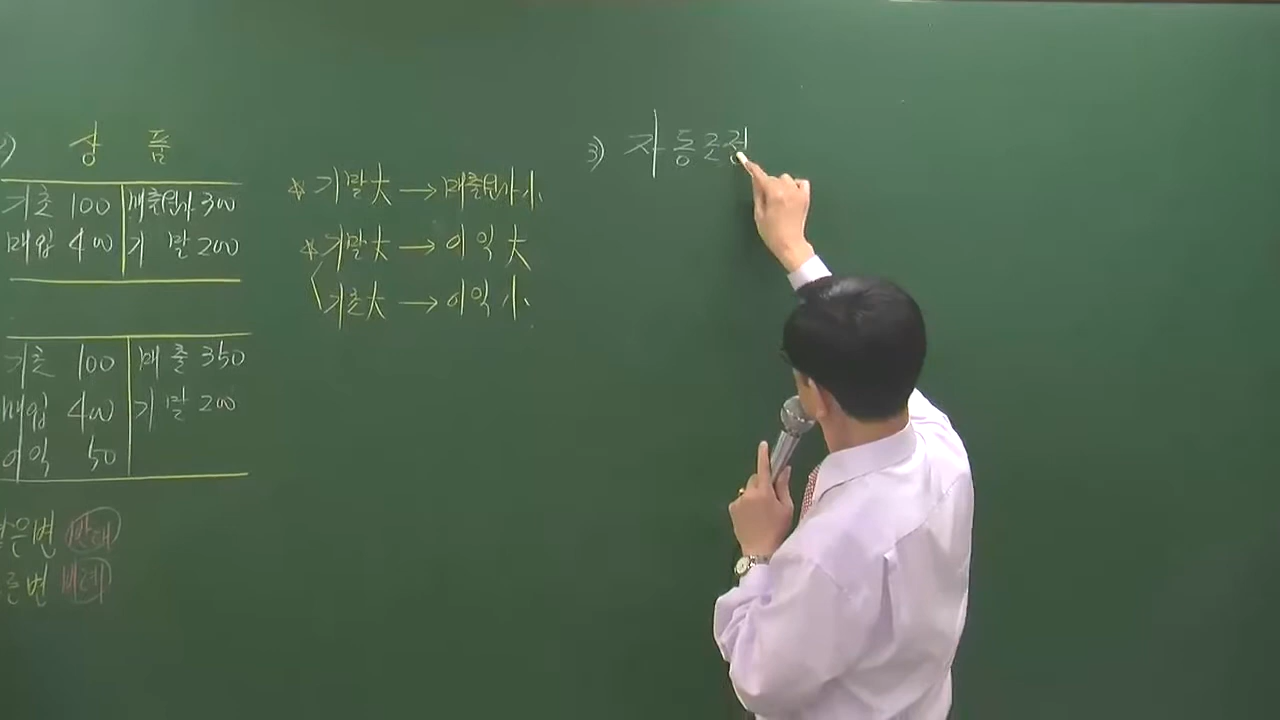 ) 상 품
기초 100 매출원가 300
매입 400 기 말 200
기초 100 매 출 350
매입 400 기 말 200
이익 50
같은변 반대
른변 비례
☆ 기말大 → 매출원가 小
☆ 기말大 → 이 익 大
기초大 → 이익 小
3) 자동조정